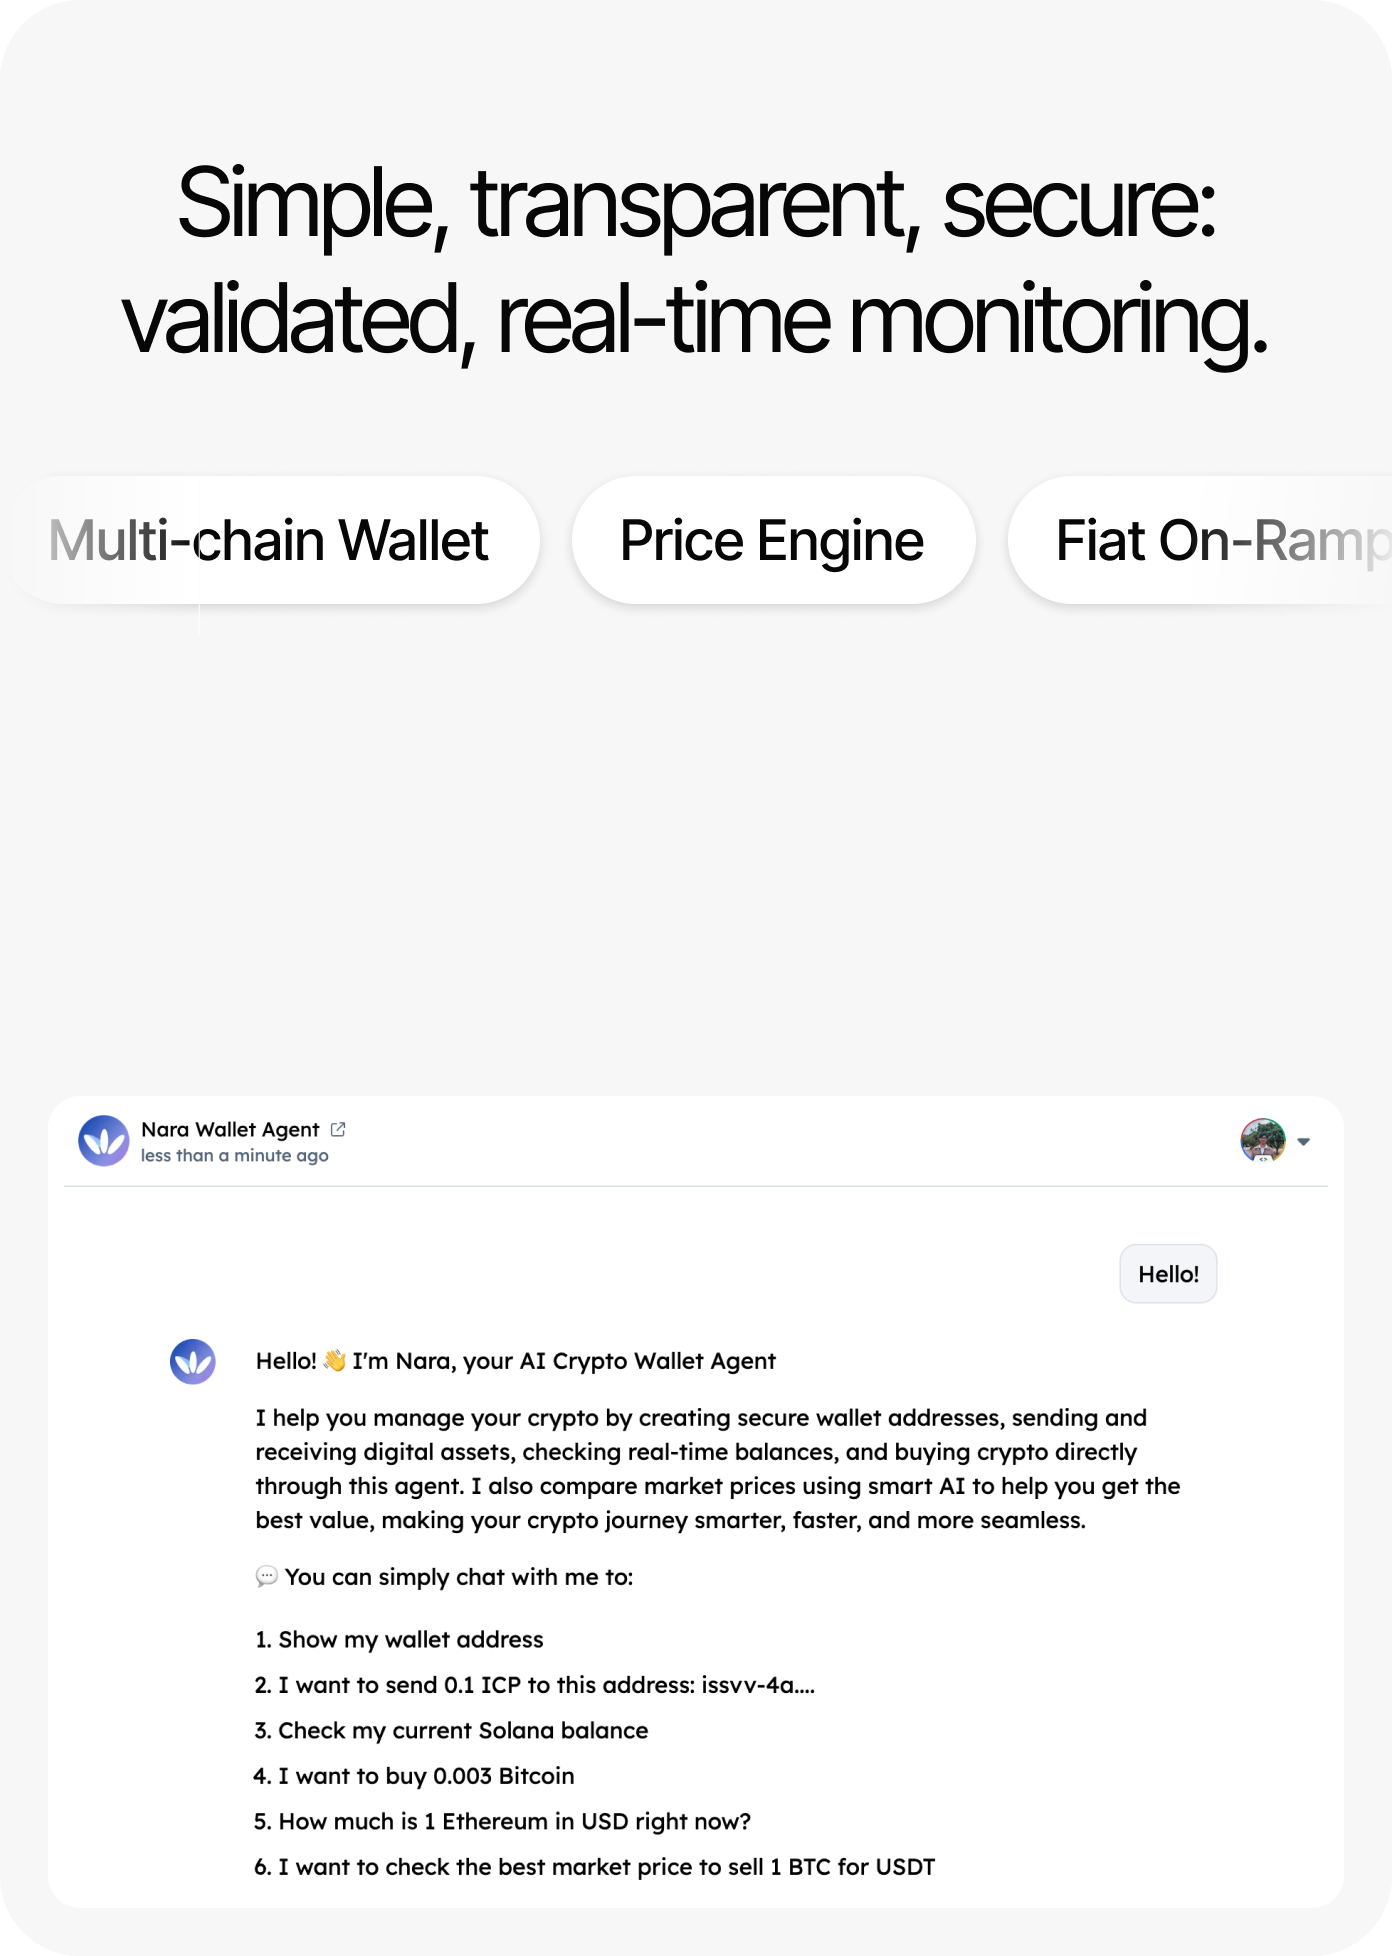 Simple, transparent, secure:
validated, real-time monitoring.
Multi-chain Wallet
Price Engine
Fiat On-Ramp
Nara Wallet Agent
less than a minute ago
Hello!
Hello! 👋 I'm Nara, your AI Crypto Wallet Agent
I help you manage your crypto by creating secure wallet addresses, sending and
receiving digital assets, checking real-time balances, and buying crypto directly
through this agent. I also compare market prices using smart AI to help you get the
best value, making your crypto journey smarter, faster, and more seamless.
💬 You can simply chat with me to:
1. Show my wallet address
2. I want to send 0.1 ICP to this address: issvv-4a....
3. Check my current Solana balance
4. I want to buy 0.003 Bitcoin
5. How much is 1 Ethereum in USD right now?
6. I want to check the best market price to sell 1 BTC for USDT